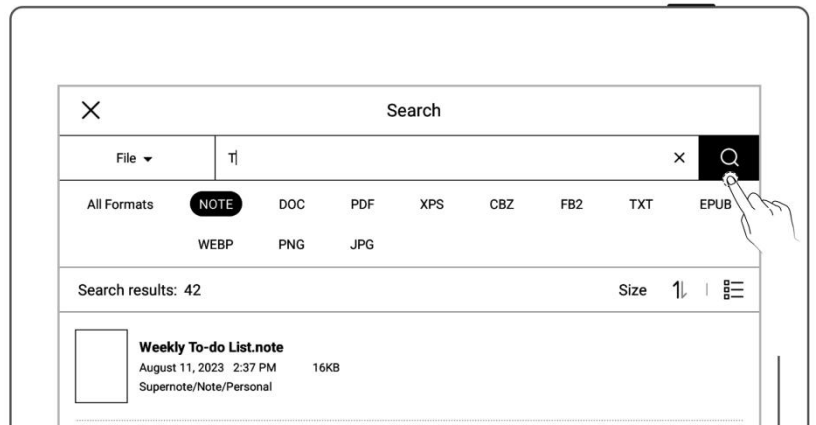 Search
File T
All Formats NOTE DOC PDF XPS CBZ FB2 TXT EPUB
WEBP PNG JPG
Search results: 42 Size
Weekly To-do List.note
August 11, 2023 2:37 PM 16KB
Supernote/Note/Personal